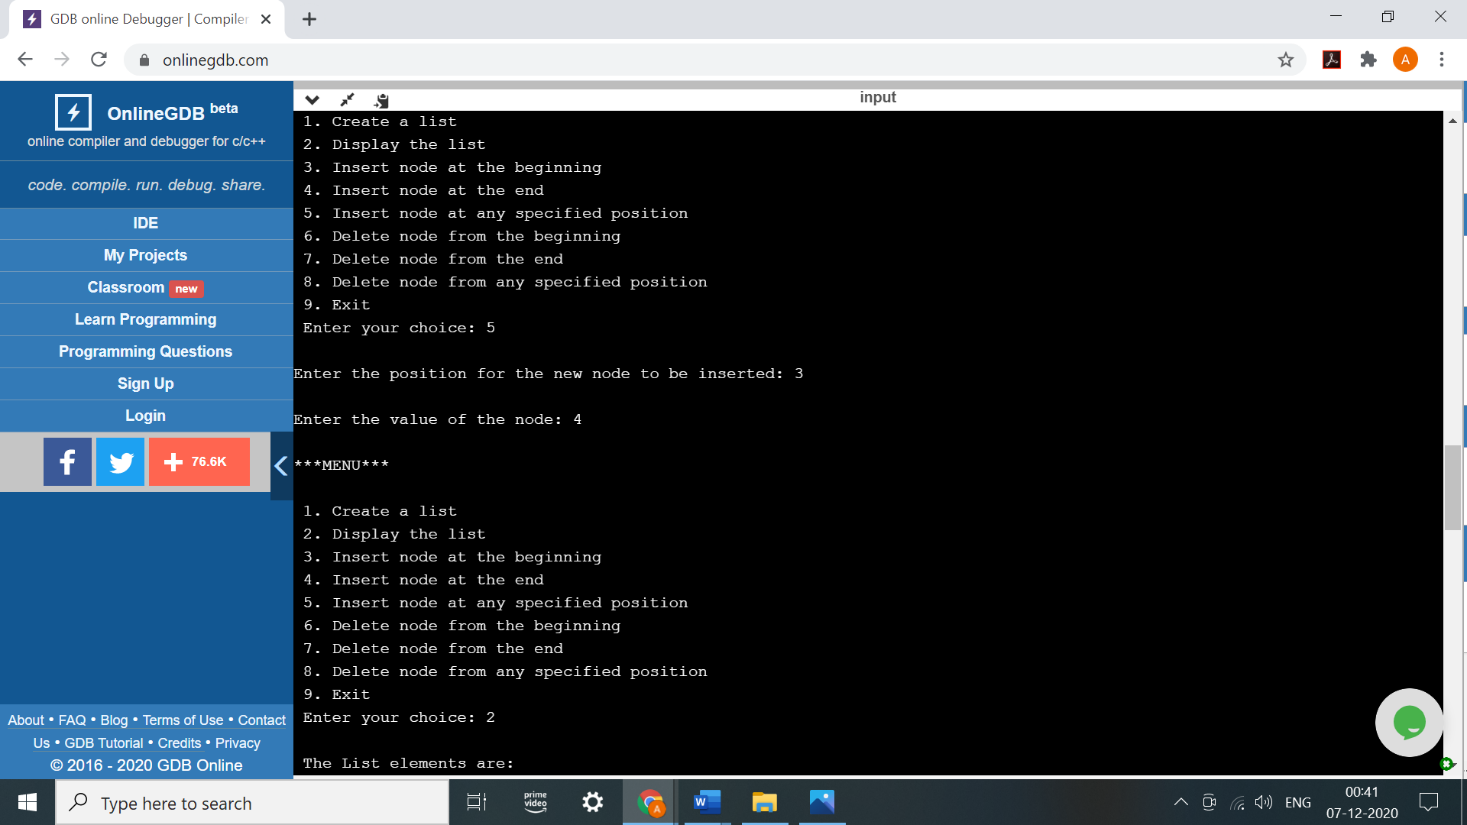 GDB online Debugger | Compiler
onlinegdb.com
A
OnlineGDB beta
online compiler and debugger for c/c++
code. compile. run. debug. share.
IDE
My Projects
Classroom new
Learn Programming
Programming Questions
Sign Up
Login
76.6K
About • FAQ • Blog • Terms of Use • Contact
Us • GDB Tutorial • Credits • Privacy
© 2016 - 2020 GDB Online
input
1. Create a list
2. Display the list
3. Insert node at the beginning
4. Insert node at the end
5. Insert node at any specified position
6. Delete node from the beginning
7. Delete node from the end
8. Delete node from any specified position
9. Exit
Enter your choice: 5
Enter the position for the new node to be inserted: 3
Enter the value of the node: 4
***MENU***
1. Create a list
2. Display the list
3. Insert node at the beginning
4. Insert node at the end
5. Insert node at any specified position
6. Delete node from the beginning
7. Delete node from the end
8. Delete node from any specified position
9. Exit
Enter your choice: 2
The List elements are:
Type here to search
prime
video
A
W
ENG
00:41
07-12-2020